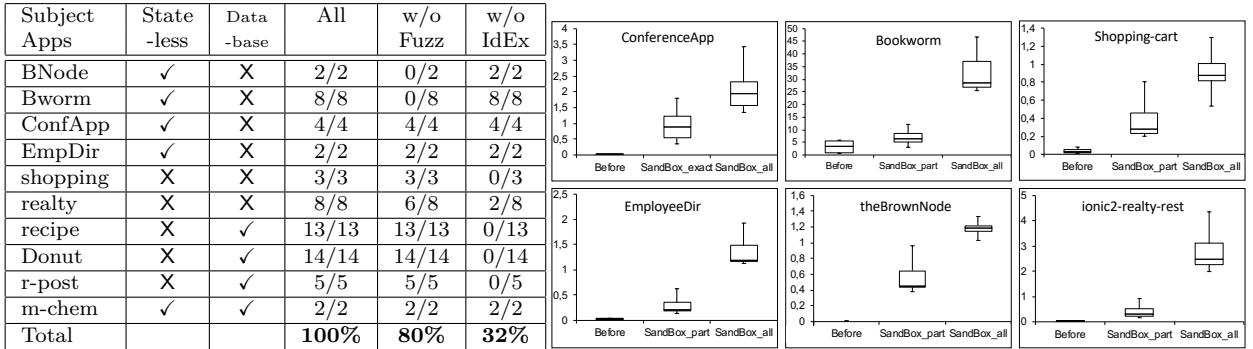 Subject State Data All w/o w/o
Apps -less -base Fuzz IdEx
BNode ✓ X 2/2 0/2 2/2
Bworm ✓ X 8/8 0/8 8/8
ConfApp ✓ X 4/4 4/4 4/4
EmpDir ✓ X 2/2 2/2 2/2
shopping X X 3/3 3/3 0/3
realty X X 8/8 6/8 2/8
recipe X ✓ 13/13 13/13 0/13
Donut X ✓ 14/14 14/14 0/14
r-post X ✓ 5/5 5/5 0/5
m-chem ✓ ✓ 2/2 2/2 2/2
Total 100% 80% 32%
ConferenceApp
4
3,5
3
2,5
2
1,5
1
0,5
0
Before SandBox_exact SandBox_all
Bookworm
50
45
40
35
30
25
20
15
10
5
0
Before SandBox_part SandBox_all
Shopping-cart
1,4
1,2
1
0,8
0,6
0,4
0,2
0
Before SandBox_part SandBox_all
EmployeeDir
2,5
2
1,5
1
0,5
0
Before SandBox_part SandBox_all
theBrownNode
1,6
1,4
1,2
1
0,8
0,6
0,4
0,2
0
Before SandBox_part SandBox_all
ionic2-realty-rest
5
4
3
2
1
0
Before SandBox_part SandBox_all